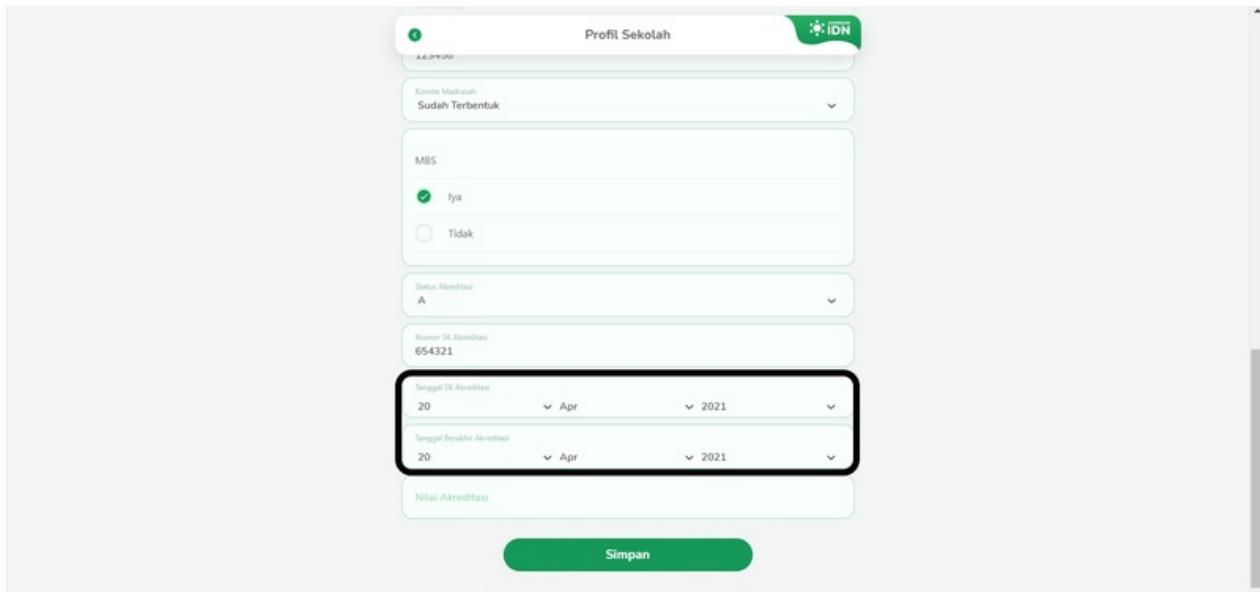 Profil Sekolah
IDN
123456
Komite Madrasah
Sudah Terbentuk
MBS
Iya
Tidak
Status Akreditasi
A
Nomor SK Akreditasi
654321
Tanggal SK Akreditasi
20 Apr 2021
Tanggal Berakhir Akreditasi
20 Apr 2021
Nilai Akreditasi
Simpan